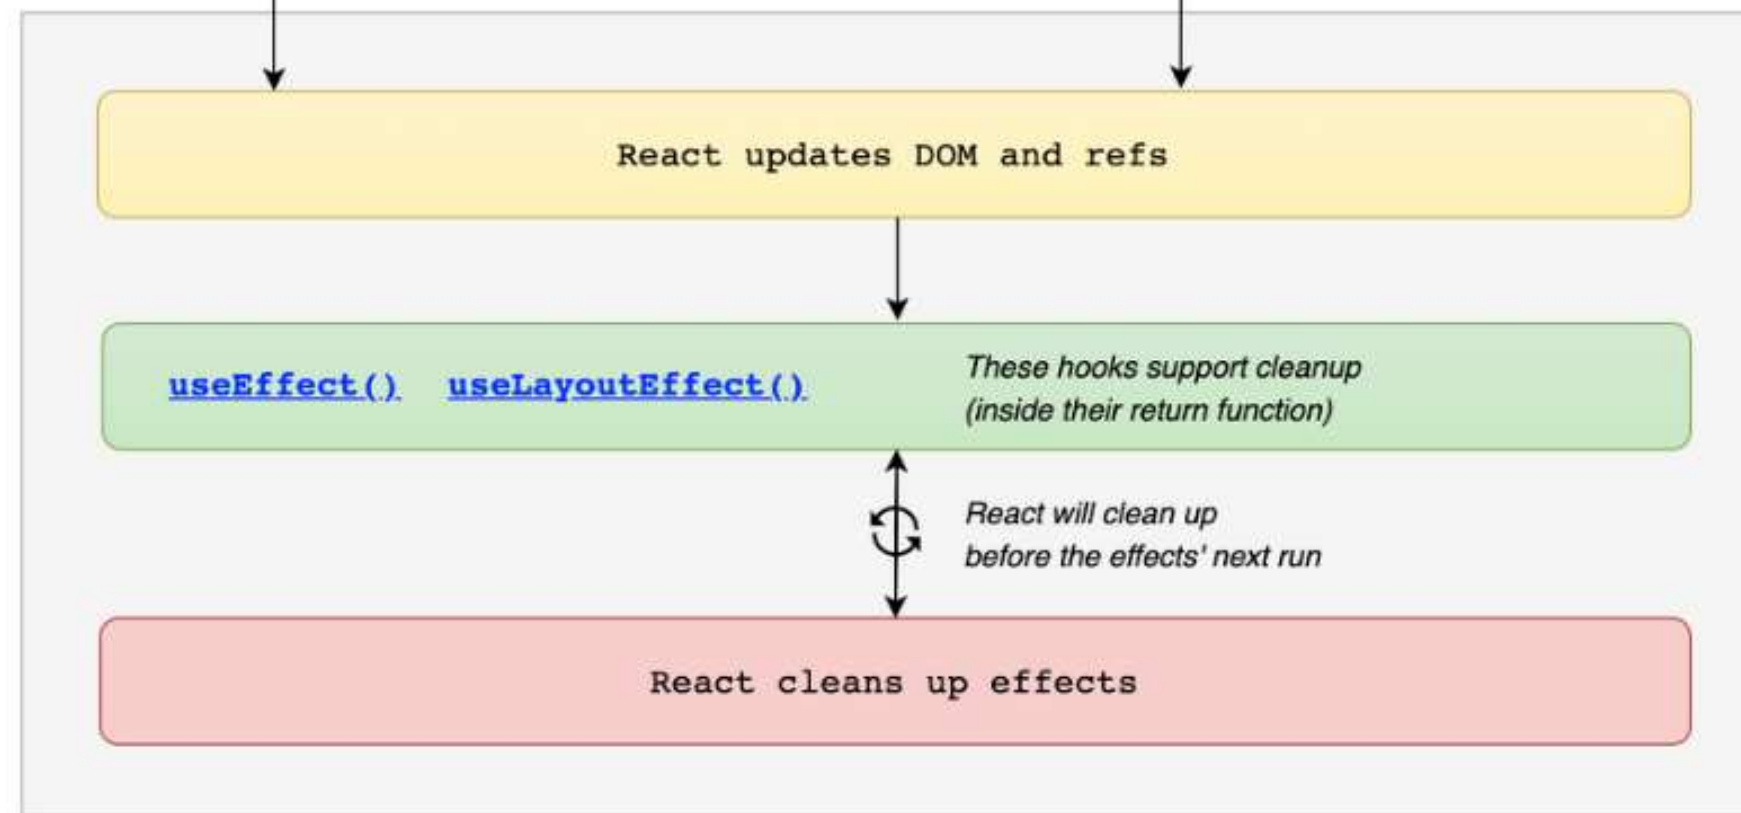 React updates DOM and refs
useEffect() useLayoutEffect()
These hooks support cleanup
(inside their return function)
React will clean up
before the effects' next run
React cleans up effects